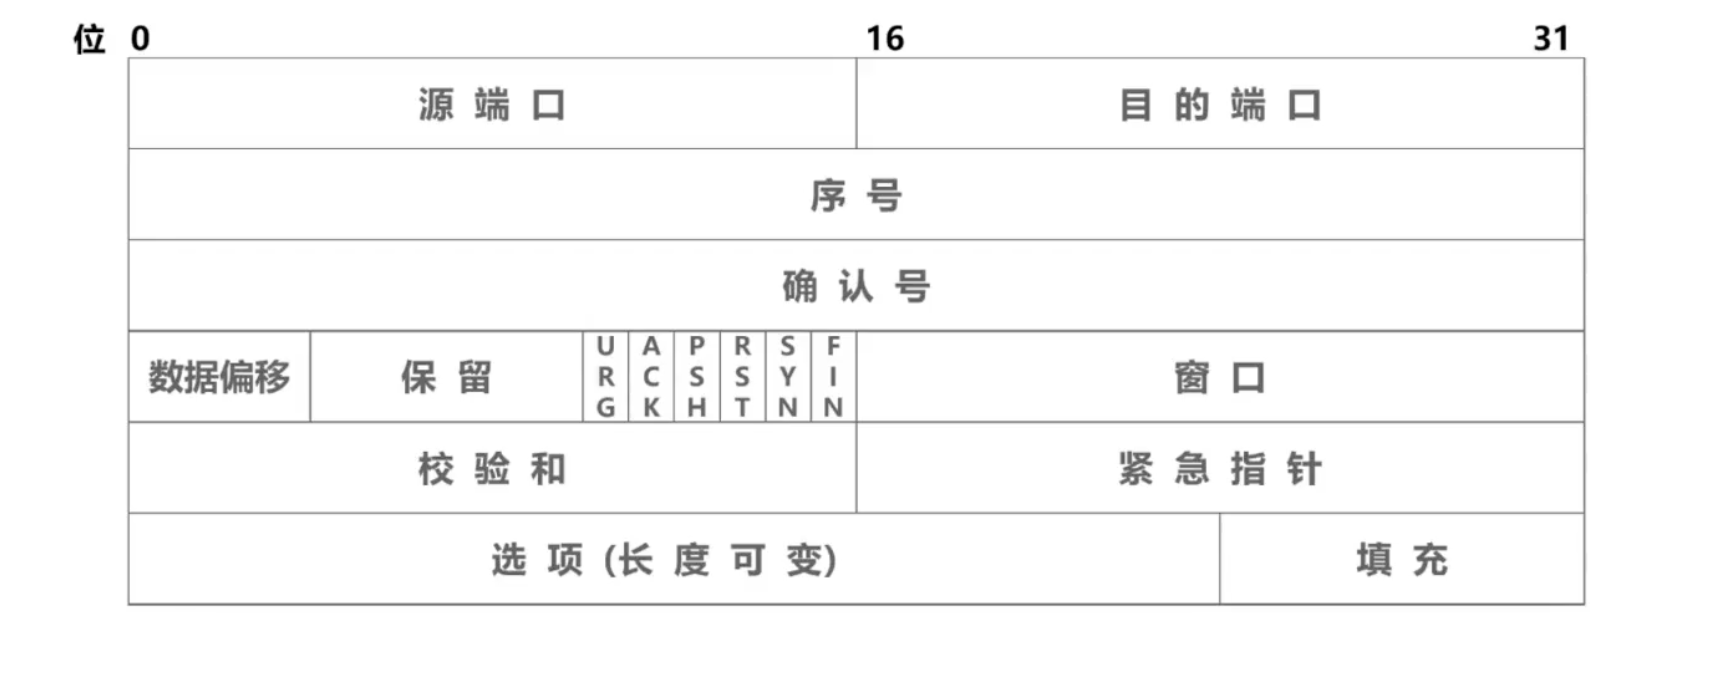 位 0 16 31
源端口 目的端口
序号
确认号
数据偏移 保留 URG ACK PSH RST SYN FIN 窗口
校验和 紧急指针
选项(长度可变) 填充